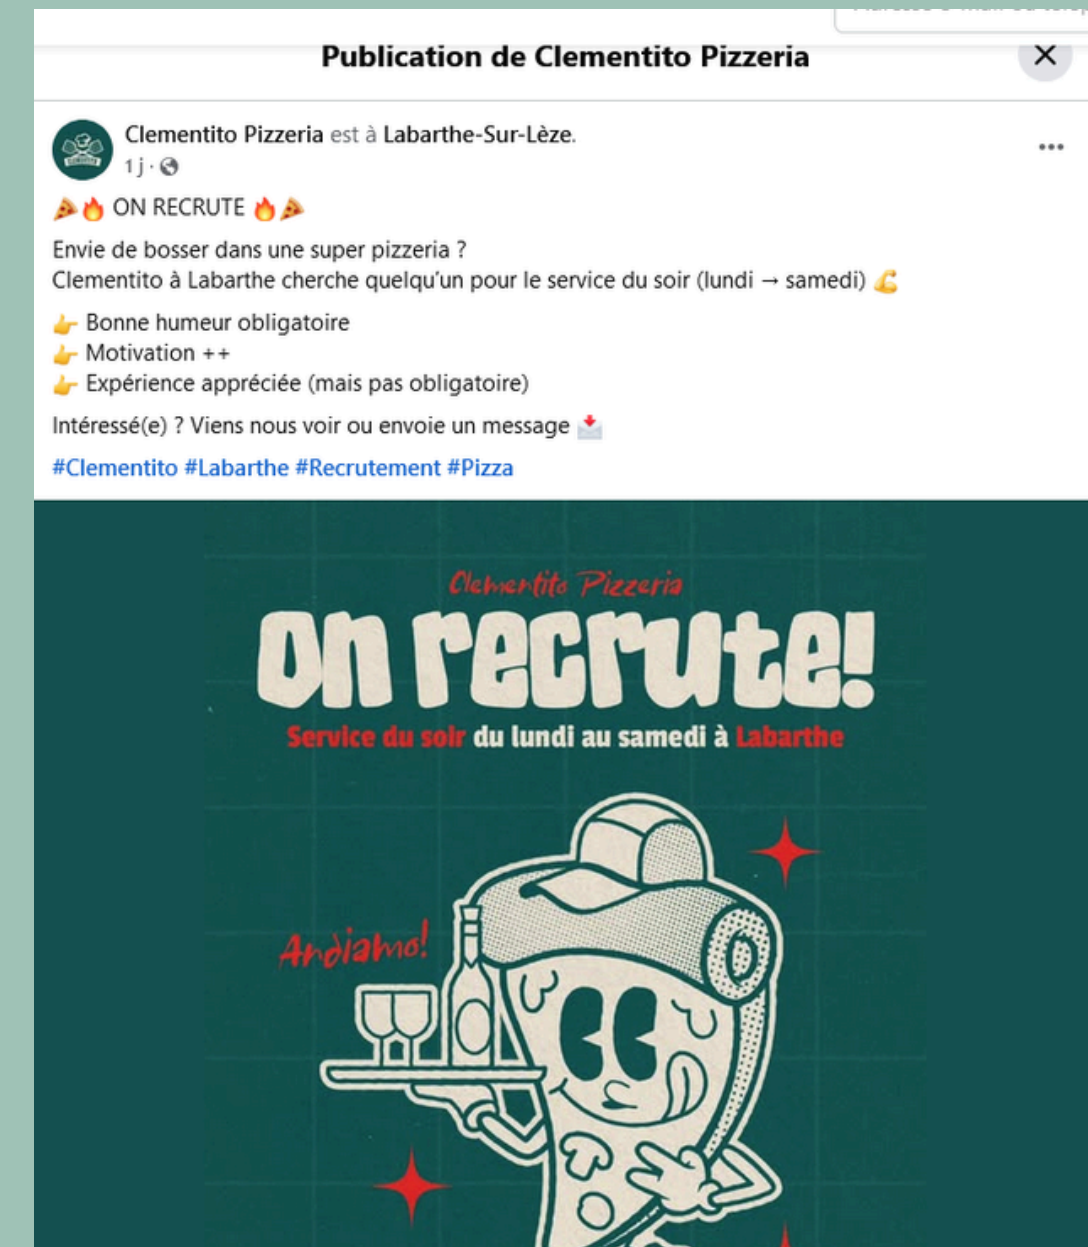 Publication de Clementito Pizzeria
Clementito Pizzeria est à Labarthe-Sur-Lèze.
1 j
🍕🔥 ON RECRUTE 🔥🍕
Envie de bosser dans une super pizzeria ?
Clementito à Labarthe cherche quelqu'un pour le service du soir (lundi → samedi) 💪
👉 Bonne humeur obligatoire
👉 Motivation ++
👉 Expérience appréciée (mais pas obligatoire)
Intéressé(e) ? Viens nous voir ou envoie un message 📩
#Clementito #Labarthe #Recrutement #Pizza
Clementito Pizzeria
On recrute!
Service du soir du lundi au samedi à Labarthe
Andiamo!